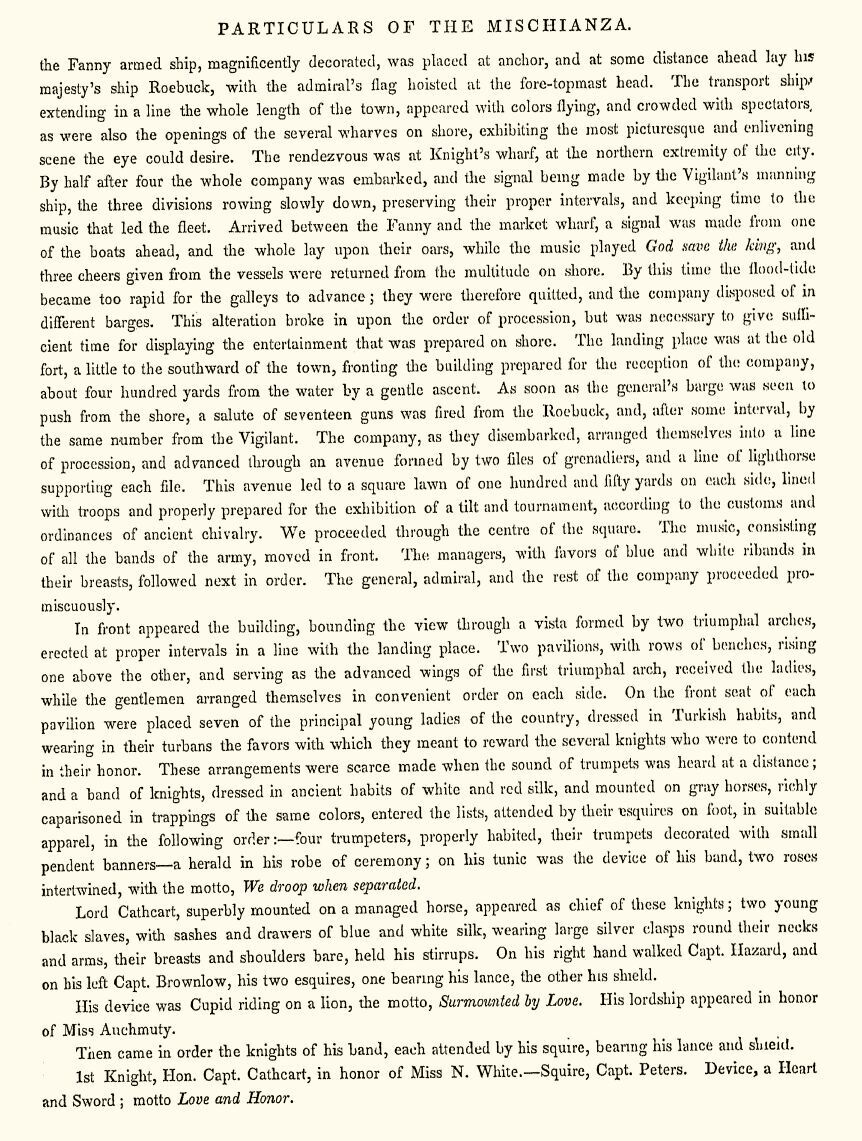 PARTICULARS OF THE MISCHIANZA.
the Fanny armed ship, magnificently decorated, was placed at anchor, and at some distance ahead lay his
majesty's ship Roebuck, with the admiral's flag hoisted at the fore-topmast head. The transport ships
extending in a line the whole length of the town, appeared with colors flying, and crowded with spectators,
as were also the openings of the several wharves on shore, exhibiting the most picturesque and enlivening
scene the eye could desire. The rendezvous was at Knight's wharf, at the northern extremity of the city.
By half after four the whole company was embarked, and the signal being made by the Vigilant's manning
ship, the three divisions rowing slowly down, preserving their proper intervals, and keeping time to the
music that led the fleet. Arrived between the Fanny and the market wharf, a signal was made from one
of the boats ahead, and the whole lay upon their oars, while the music played God save the king, and
three cheers given from the vessels were returned from the multitude on shore. By this time the flood-tide
became too rapid for the galleys to advance; they were therefore quitted, and the company disposed of in
different barges. This alteration broke in upon the order of procession, but was necessary to give suffi-
cient time for displaying the entertainment that was prepared on shore. The landing place was at the old
fort, a little to the southward of the town, fronting the building prepared for the reception of the company,
about four hundred yards from the water by a gentle ascent. As soon as the general's barge was seen to
push from the shore, a salute of seventeen guns was fired from the Roebuck, and, after some interval, by
the same number from the Vigilant. The company, as they disembarked, arranged themselves into a line
of procession, and advanced through an avenue formed by two files of grenadiers, and a line of lighthorse
supporting each file. This avenue led to a square lawn of one hundred and fifty yards on each side, lined
with troops and properly prepared for the exhibition of a tilt and tournament, according to the customs and
ordinances of ancient chivalry. We proceeded through the centre of the square. The music, consisting
of all the bands of the army, moved in front. The managers, with favors of blue and white ribands in
their breasts, followed next in order. The general, admiral, and the rest of the company proceeded pro-
miscuously.
In front appeared the building, bounding the view through a vista formed by two triumphal arches,
erected at proper intervals in a line with the landing place. Two pavilions, with rows of benches, rising
one above the other, and serving as the advanced wings of the first triumphal arch, received the ladies,
while the gentlemen arranged themselves in convenient order on each side. On the front seat of each
pavilion were placed seven of the principal young ladies of the country, dressed in Turkish habits, and
wearing in their turbans the favors with which they meant to reward the several knights who were to contend
in their honor. These arrangements were scarce made when the sound of trumpets was heard at a distance;
and a band of knights, dressed in ancient habits of white and red silk, and mounted on gray horses, richly
caparisoned in trappings of the same colors, entered the lists, attended by their esquires on foot, in suitable
apparel, in the following order:—four trumpeters, properly habited, their trumpets decorated with small
pendent banners—a herald in his robe of ceremony; on his tunic was the device of his band, two roses
intertwined, with the motto, We droop when separated.
Lord Cathcart, superbly mounted on a managed horse, appeared as chief of these knights; two young
black slaves, with sashes and drawers of blue and white silk, wearing large silver clasps round their necks
and arms, their breasts and shoulders bare, held his stirrups. On his right hand walked Capt. Hazard, and
on his left Capt. Brownlow, his two esquires, one bearing his lance, the other his shield.
His device was Cupid riding on a lion, the motto, Surmounted by Love. His lordship appeared in honor
of Miss Auchmuty.
Then came in order the knights of his band, each attended by his squire, bearing his lance and shield.
1st Knight, Hon. Capt. Cathcart, in honor of Miss N. White.—Squire, Capt. Peters. Device, a Heart
and Sword; motto Love and Honor.